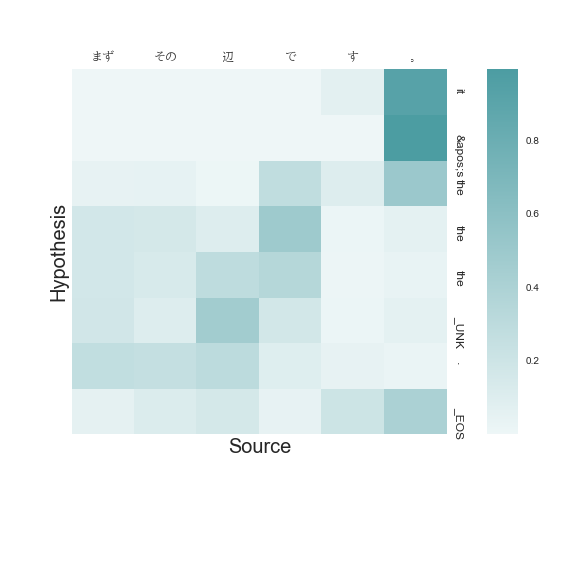 まず その 辺 で す 。
it
&apos;s
the
the
the
_UNK
.
_EOS
Hypothesis
Source
0.8
0.6
0.4
0.2